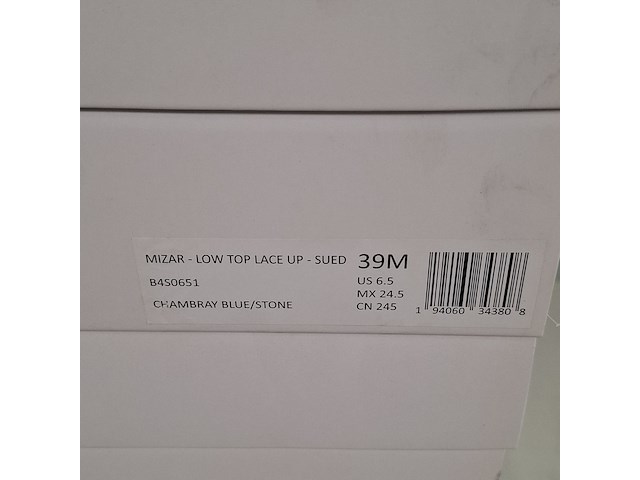 MIZAR - LOW TOP LACE UP - SUED 39M
B4S0651 US 6.5
MX 24.5
CHAMBRAY BLUE/STONE CN 245
1 94060 34380 8